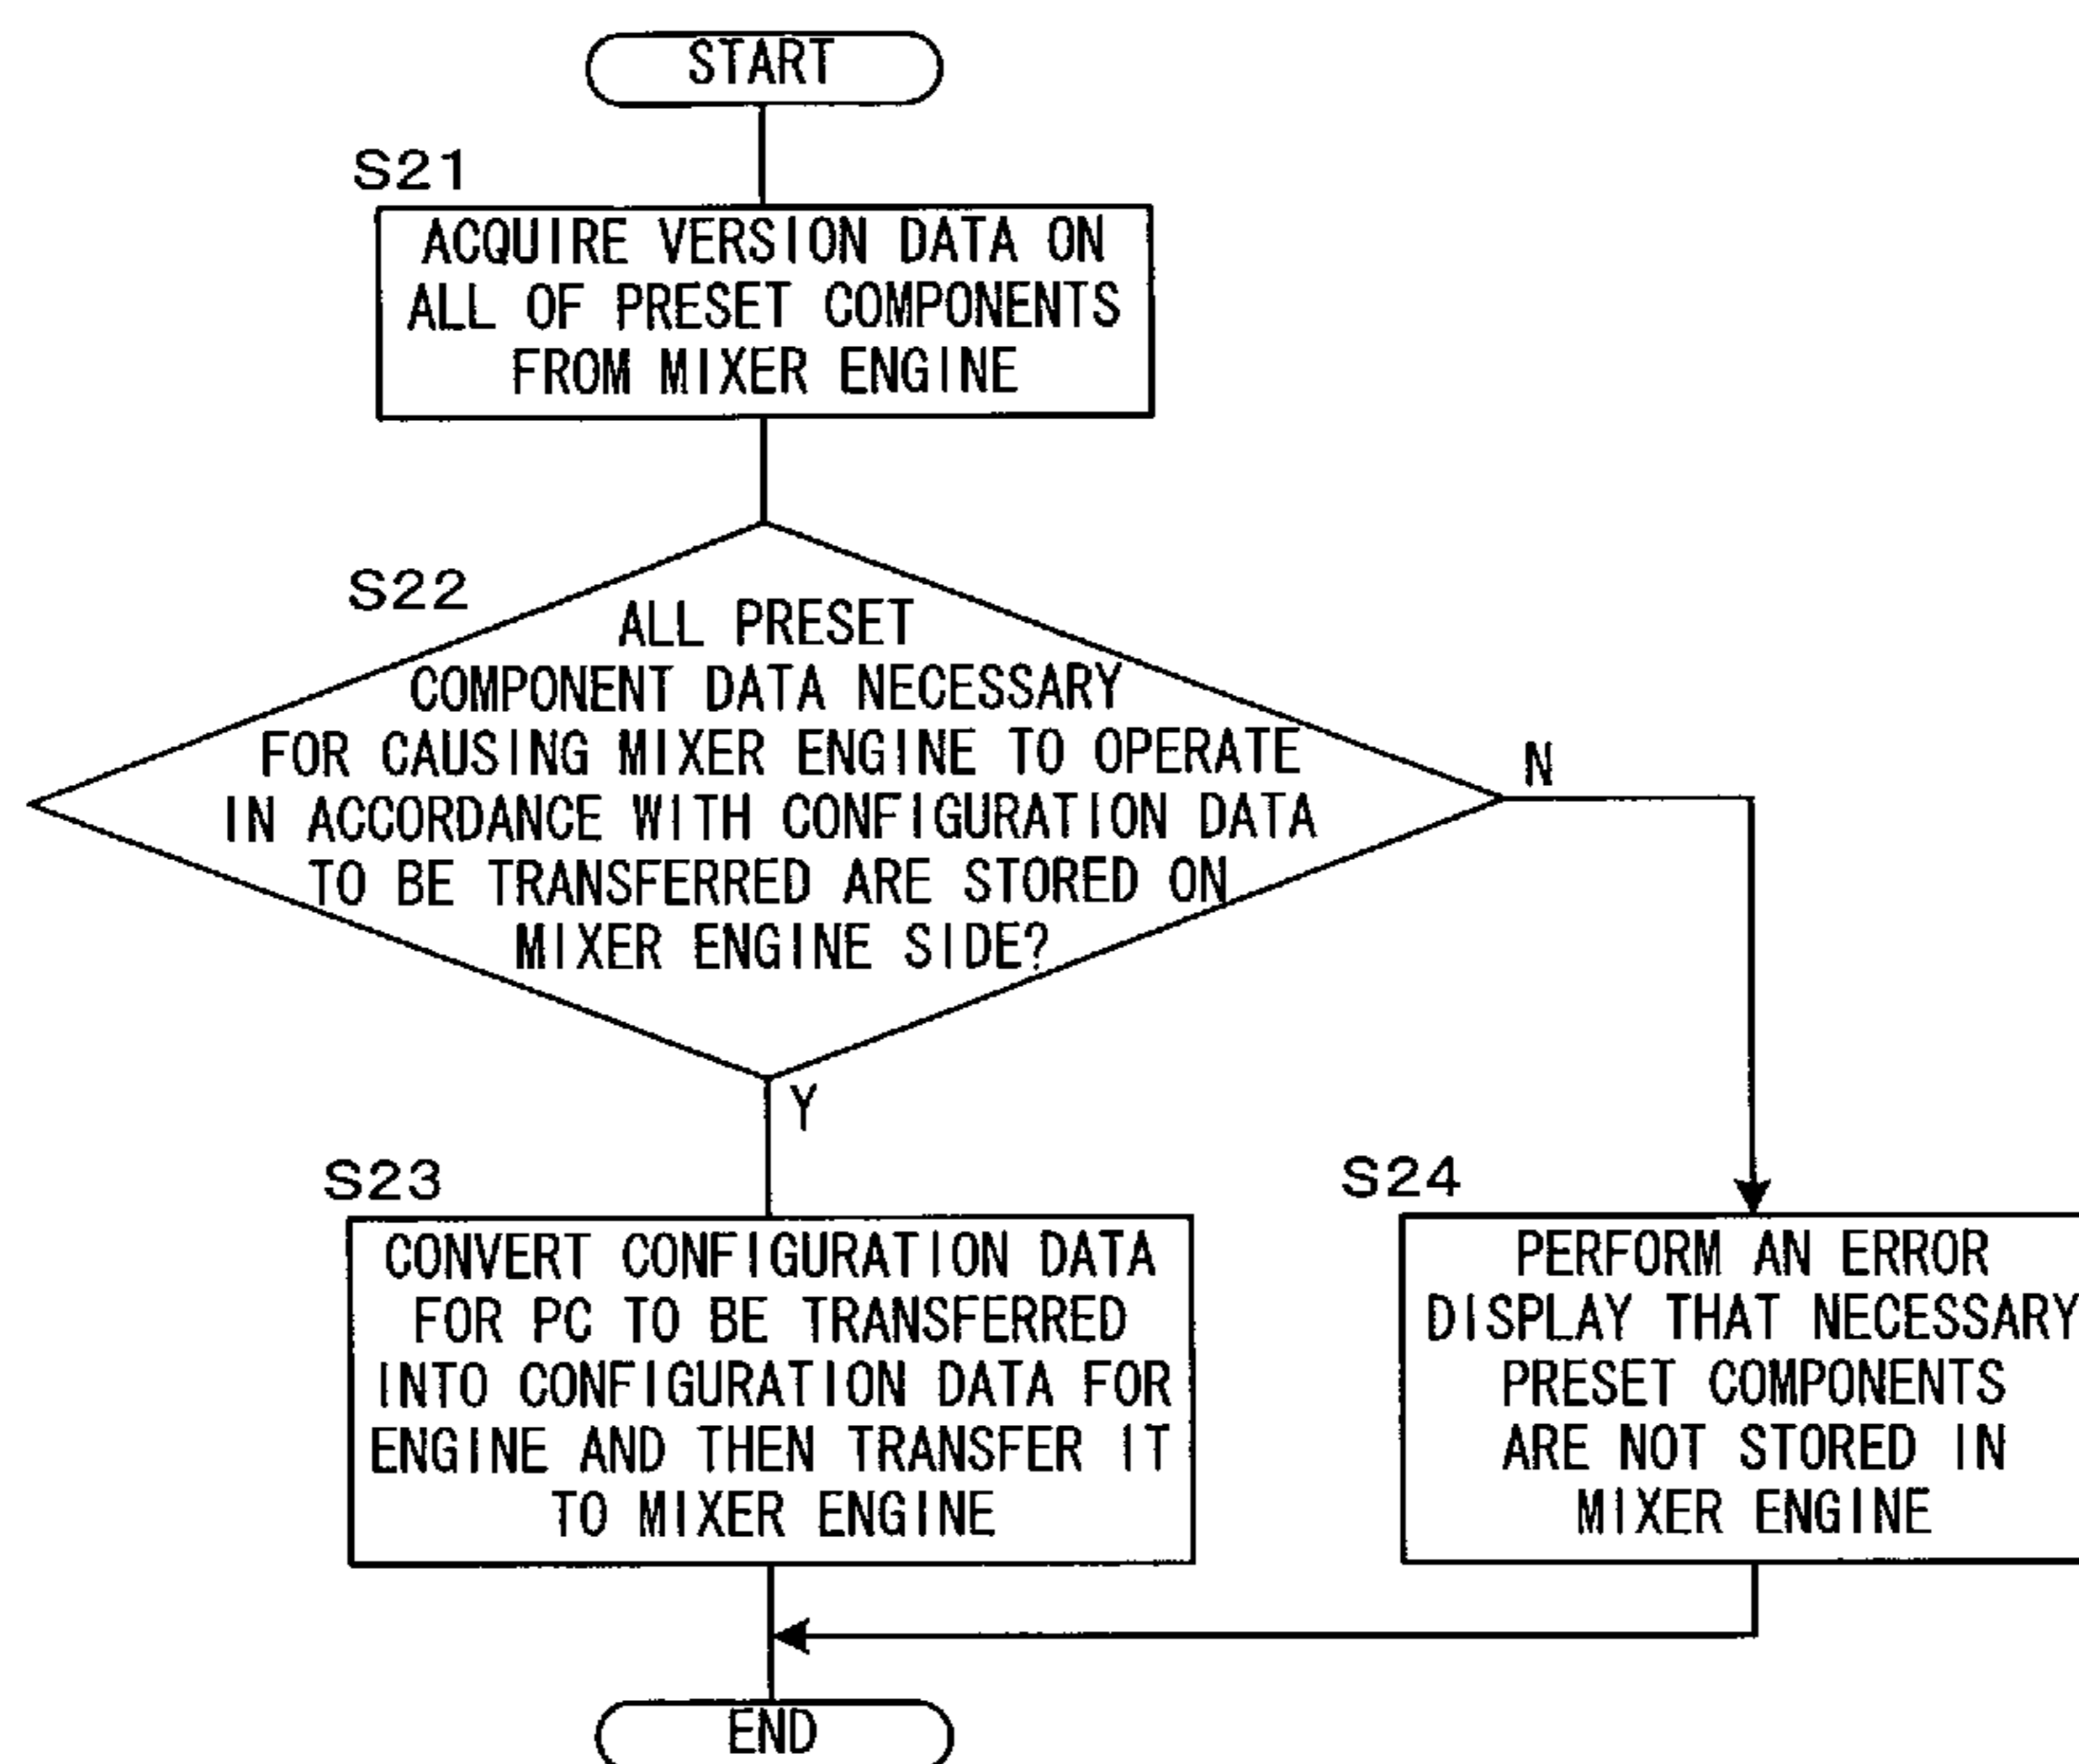 START
S21
ACQUIRE VERSION DATA ON
ALL OF PRESET COMPONENTS
FROM MIXER ENGINE
S22
ALL PRESET
COMPONENT DATA NECESSARY
FOR CAUSING MIXER ENGINE TO OPERATE
IN ACCORDANCE WITH CONFIGURATION DATA
TO BE TRANSFERRED ARE STORED ON
MIXER ENGINE SIDE?
N
Y
S23
CONVERT CONFIGURATION DATA
FOR PC TO BE TRANSFERRED
INTO CONFIGURATION DATA FOR
ENGINE AND THEN TRANSFER IT
TO MIXER ENGINE
S24
PERFORM AN ERROR
DISPLAY THAT NECESSARY
PRESET COMPONENTS
ARE NOT STORED IN
MIXER ENGINE
END